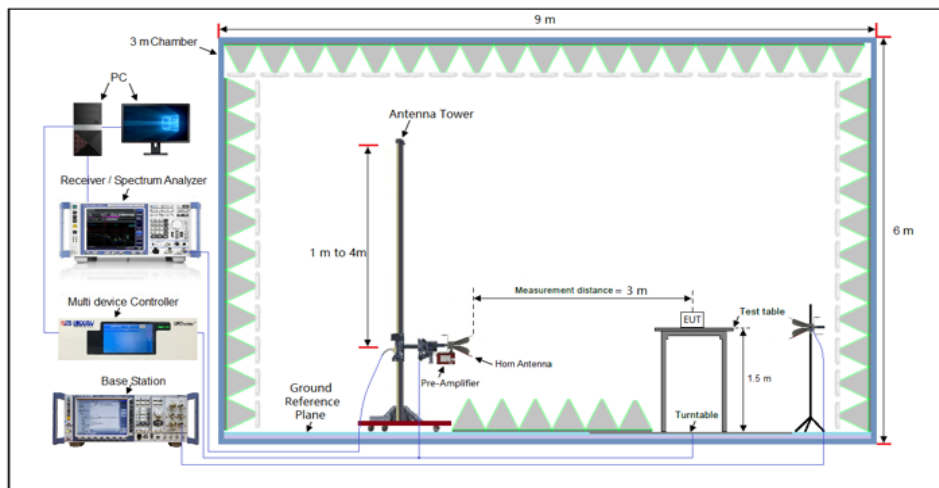 9 m
3 m Chamber
PC
Antenna Tower
Receiver / Spectrum Analyzer
6 m
1 m to 4m
Measurement distance = 3 m
Multi device Controller
EUT
Test table
Horn Antenna
Pre-Amplifier
1.5 m
Base Station
Ground
Reference
Plane
Turntable